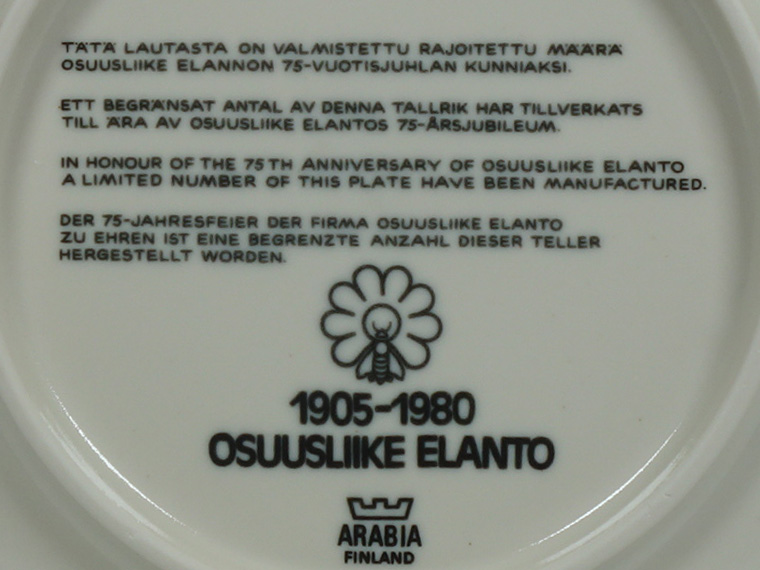 TÄTÄ LAUTASTA ON VALMISTETTU RAJOITETTU MÄÄRÄ
OSUUSLIIKE ELANNON 75-VUOTISJUHLAN KUNNIAKSI.
ETT BEGRÄNSAT ANTAL AV DENNA TALLRIK HAR TILLVERKATS
TILL ÄRA AV OSUUSLIIKE ELANTOS 75-ÅRSJUBILEUM.
IN HONOUR OF THE 75TH ANNIVERSARY OF OSUUSLIIKE ELANTO
A LIMITED NUMBER OF THIS PLATE HAVE BEEN MANUFACTURED.
DER 75-JAHRESFEIER DER FIRMA OSUUSLIIKE ELANTO
ZU EHREN IST EINE BEGRENZTE ANZAHL DIESER TELLER
HERGESTELLT WORDEN.
1905-1980
OSUUSLIIKE ELANTO
ARABIA
FINLAND